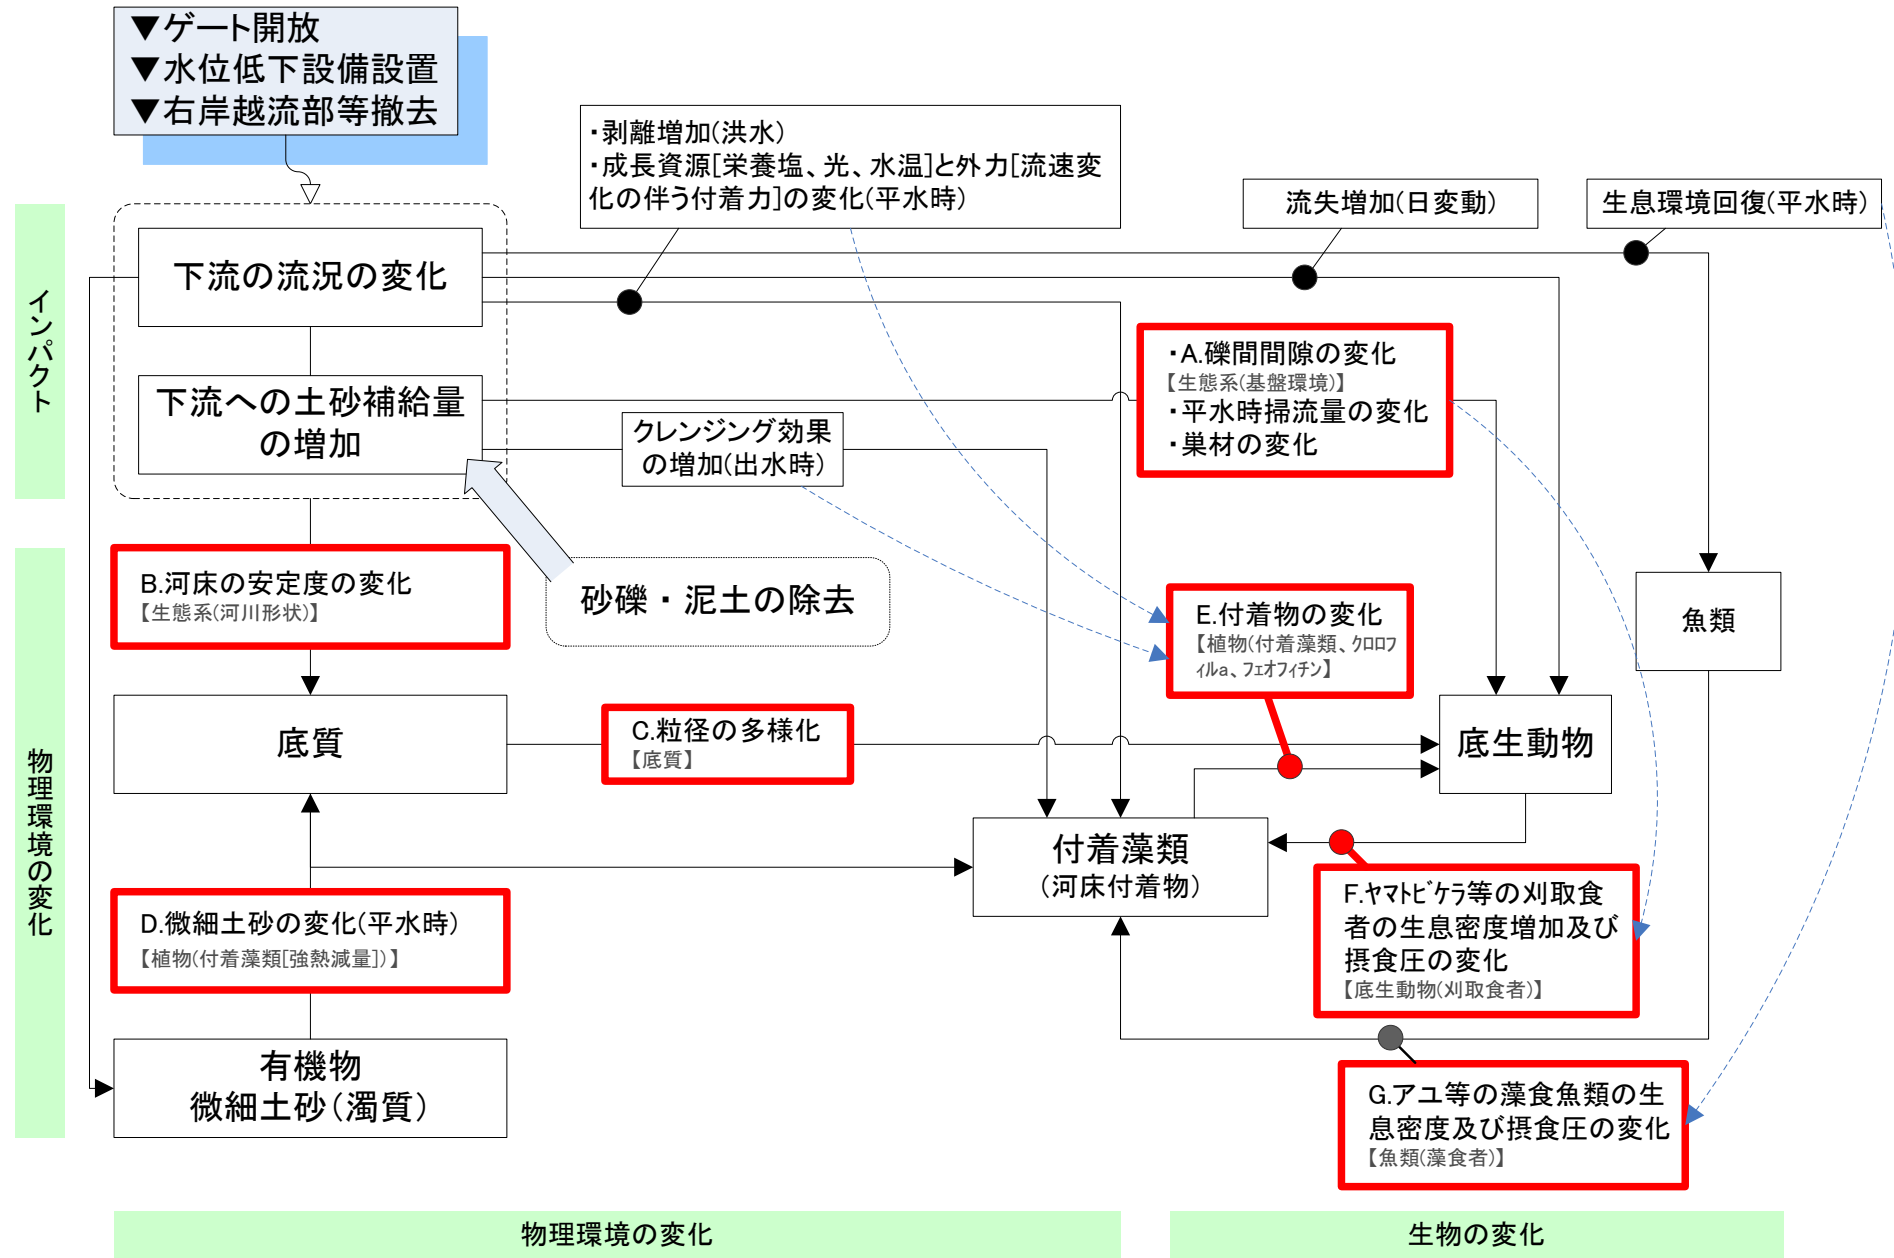 ▼ゲート開放
▼水位低下設備設置
▼右岸越流部等撤去
・剥離増加(洪水)
・成長資源[栄養塩、光、水温]と外力[流速変
化の伴う付着力]の変化(平水時)
流失増加(日変動)
生息環境回復(平水時)
インパクト
下流の流況の変化
下流への土砂補給量
の増加
クレンジング効果
の増加(出水時)
・A.礫間間隙の変化
【生態系(基盤環境)】
・平水時掃流量の変化
・巣材の変化
物理環境の変化
B.河床の安定度の変化
【生態系(河川形状)】
砂礫・泥土の除去
E.付着物の変化
【植物(付着藻類、クロロフ
ィルa、フェオフィチン】
魚類
底質
C.粒径の多様化
【底質】
底生動物
付着藻類
(河床付着物)
D.微細土砂の変化(平水時)
【植物(付着藻類[強熱減量])】
F.ヤマトビケラ等の刈取食
者の生息密度増加及び
摂食圧の変化
【底生動物(刈取食者)】
有機物
微細土砂(濁質)
G.アユ等の藻食魚類の生
息密度及び摂食圧の変化
【魚類(藻食者)】
物理環境の変化
生物の変化